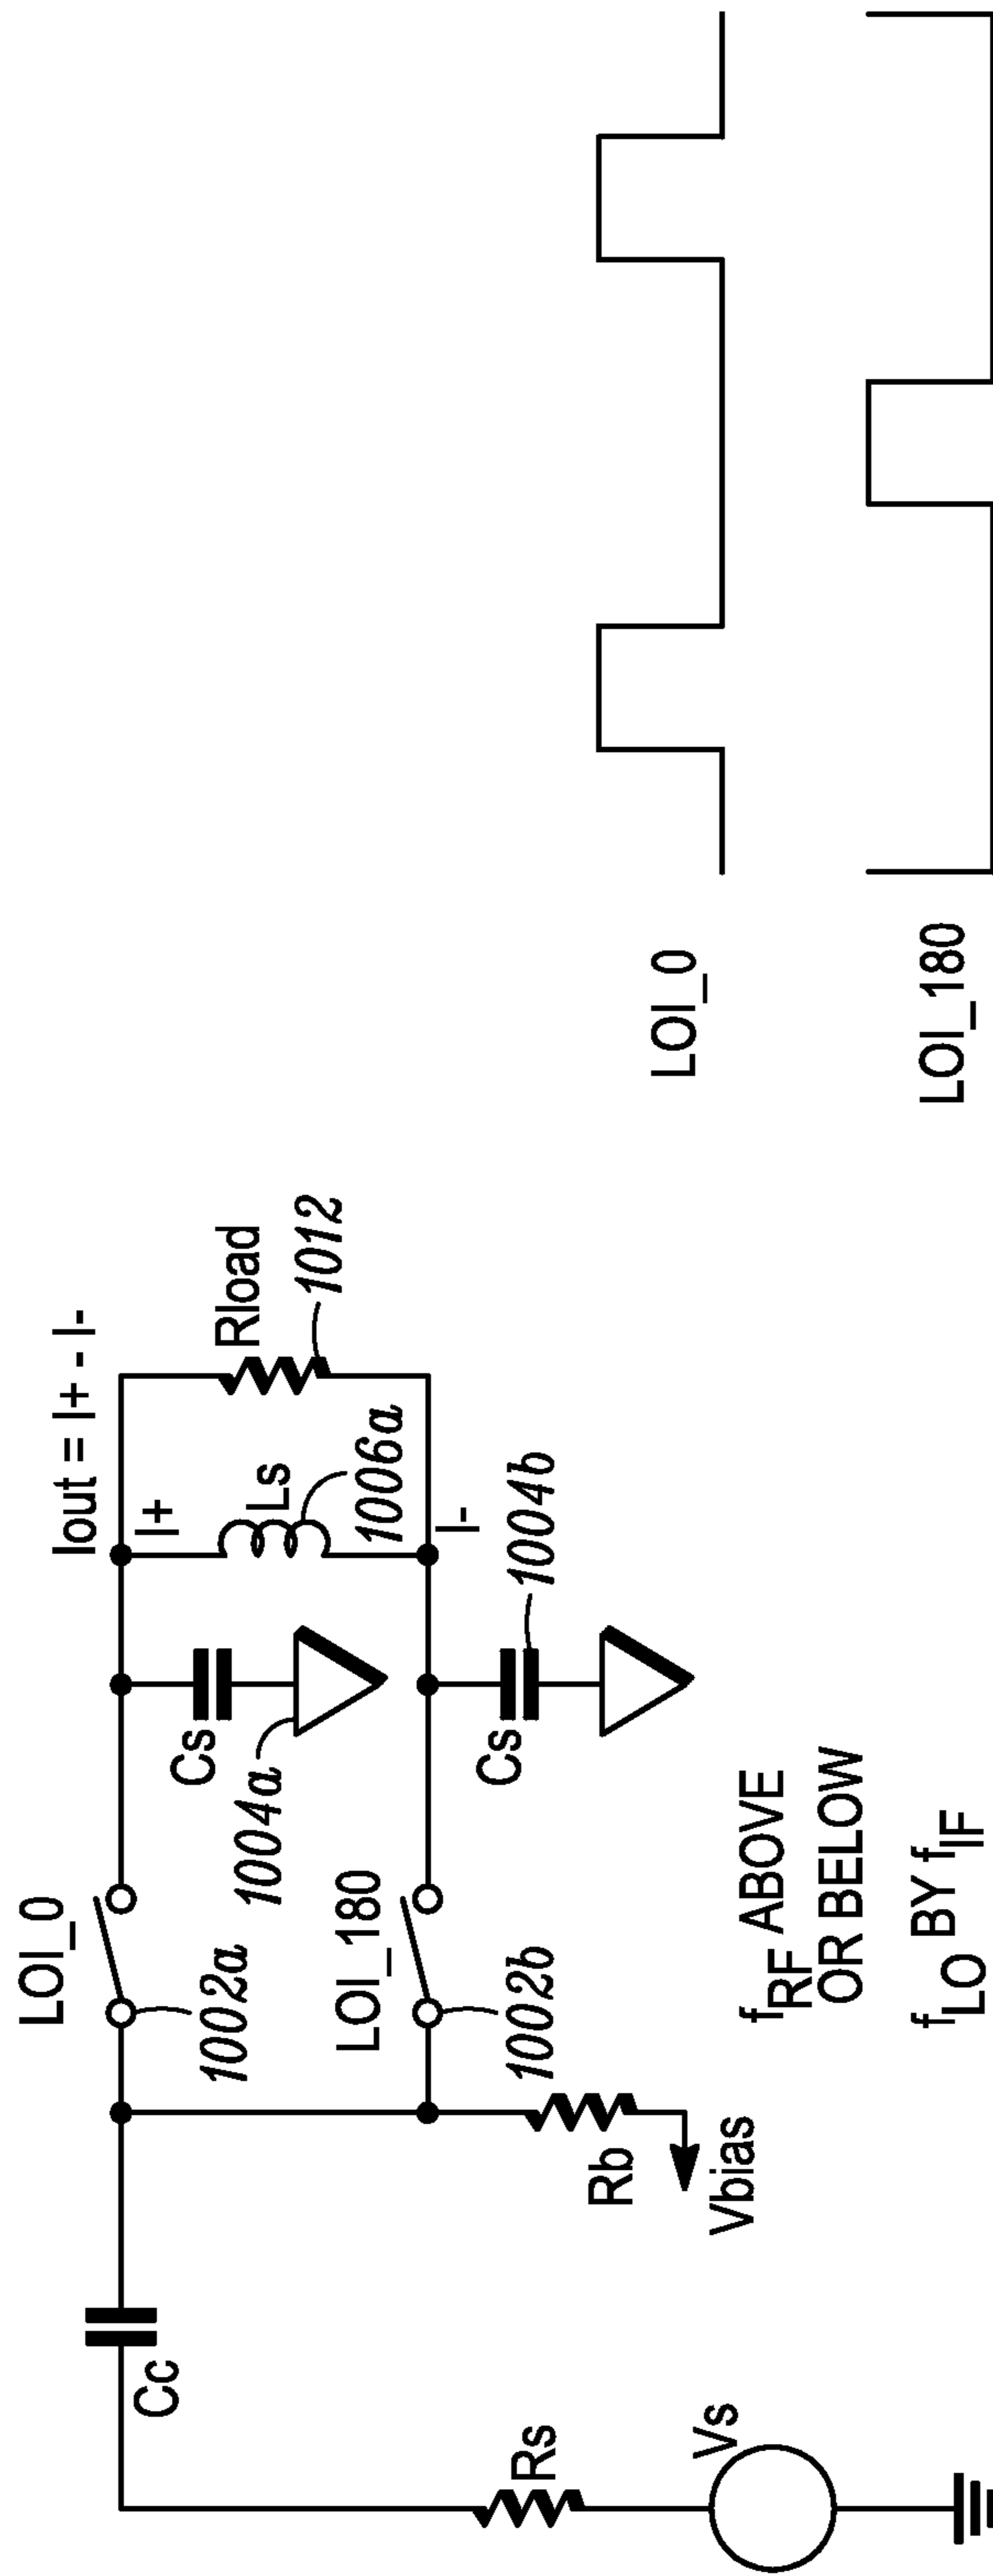 Iout = I+ - I-
LOI_0
I+
Rload
1012
Cc
Cs
Ls
1002a
1004a
1006a
LOI_180
I-
Cs
1004b
1002b
Rs
Rb
Vs
Vbias
fRF ABOVE
OR BELOW
fLO BY fIF
LOI_0
LOI_180